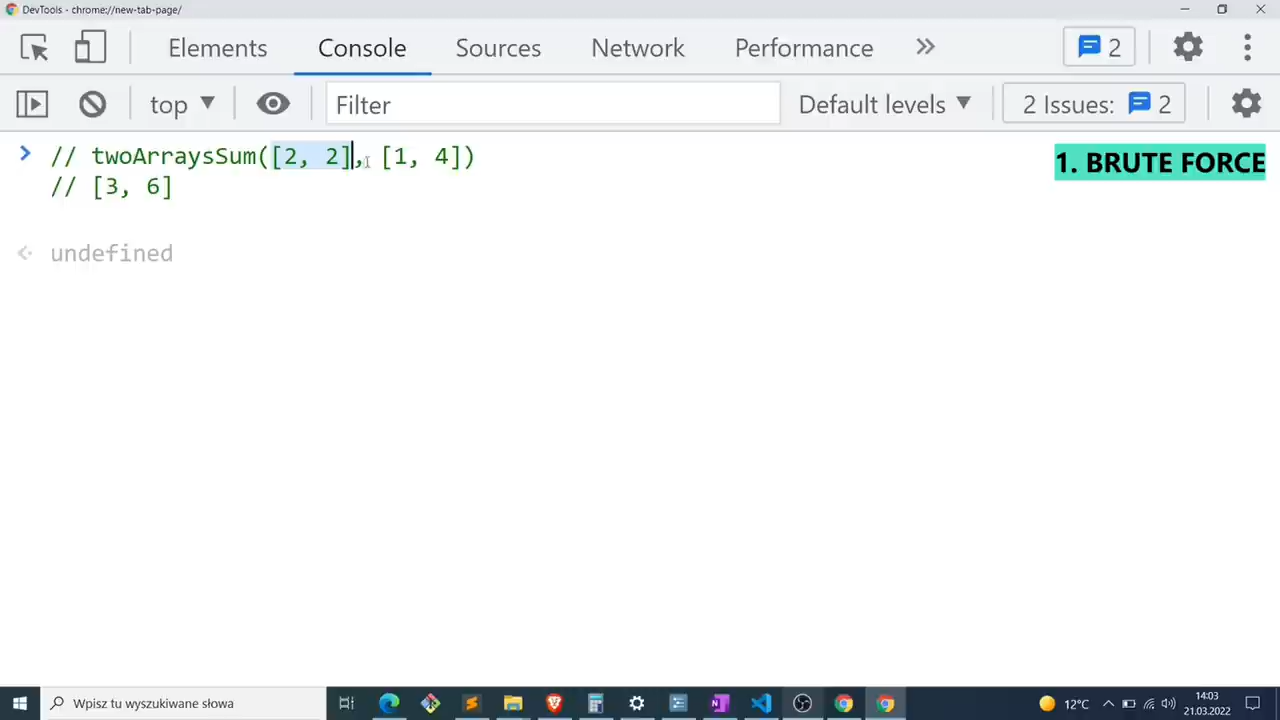 DevTools - chrome://new-tab-page/
Elements Console Sources Network Performance 2
top Filter Default levels 2 Issues: 2
// twoArraysSum([2, 2], [1, 4])
// [3, 6]
1. BRUTE FORCE
undefined
Wpisz tu wyszukiwane słowa
12°C
14:03
21.03.2022